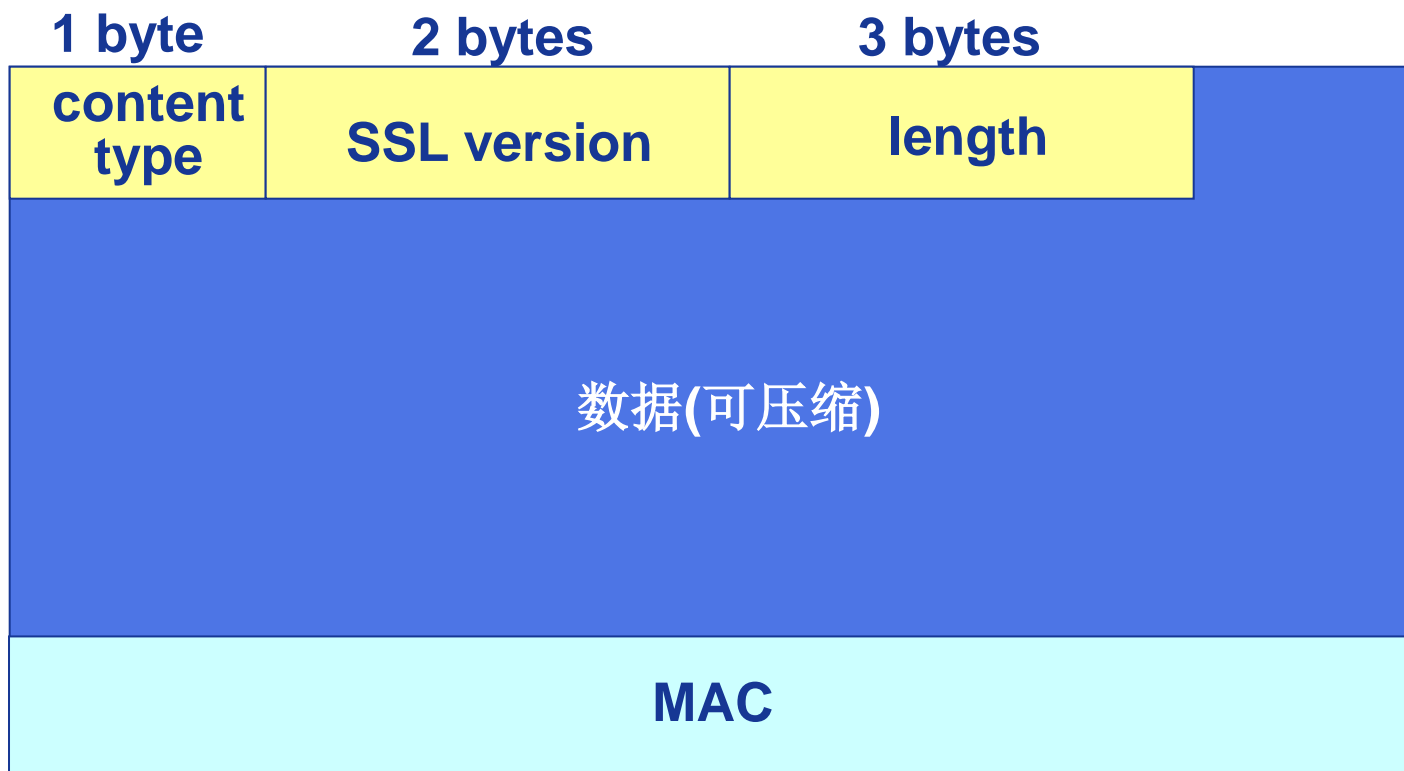 1 byte 2 bytes 3 bytes
content
type
SSL version
length
数据(可压缩)
MAC